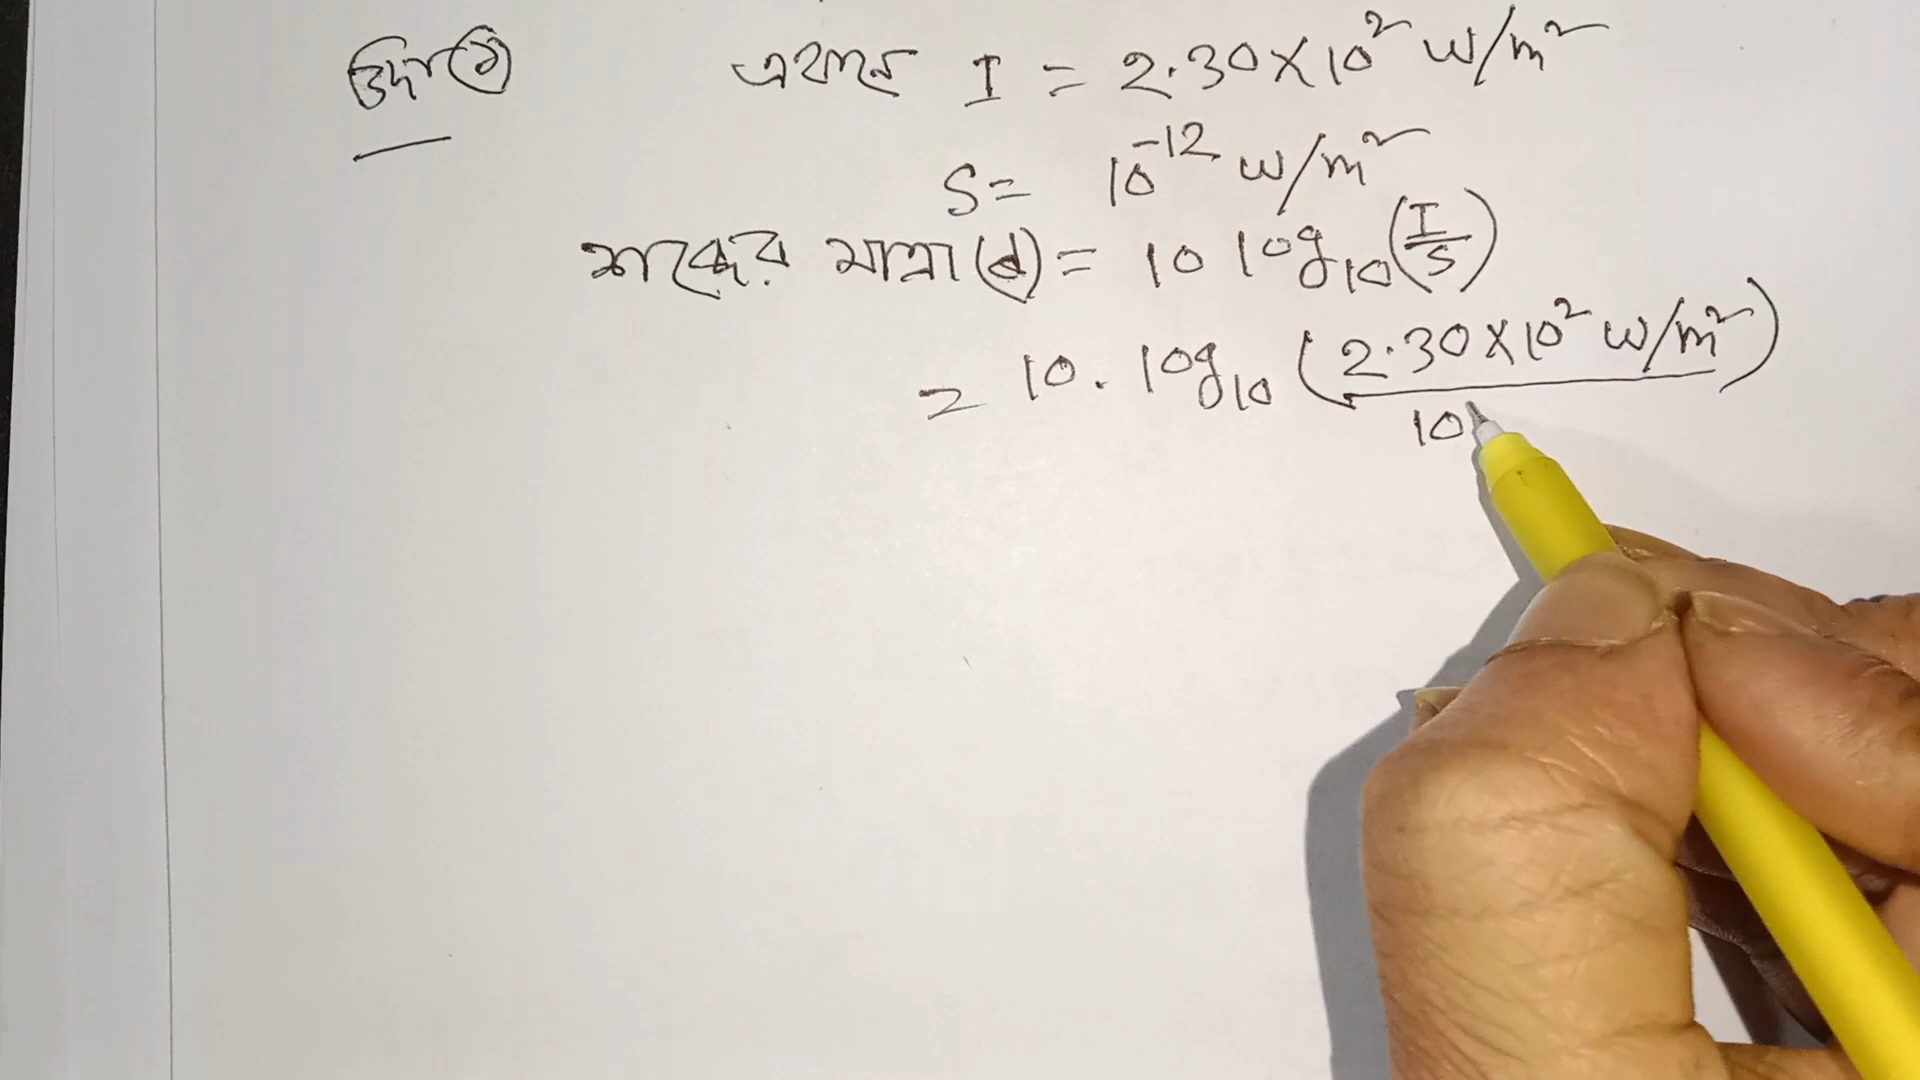 উদা(১) এখানে I = 2.30×10² W/m²
S = 10⁻¹² W/m²
শব্দের মাত্রা (d) = 10 log₁₀(I/S)
= 10. log₁₀ (2.30×10² W/m²)
10